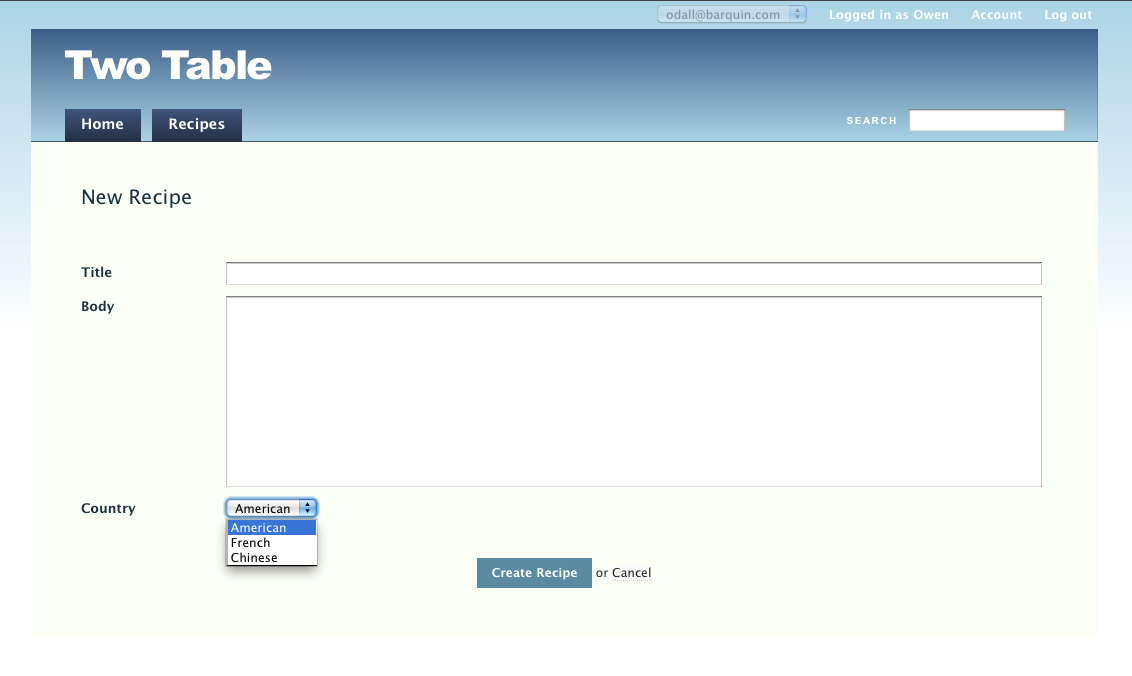 odall@barquin.com Logged in as Owen Account Log out
Two Table
Home Recipes SEARCH
New Recipe
Title
Body
Country American
American
French
Chinese
Create Recipe or Cancel